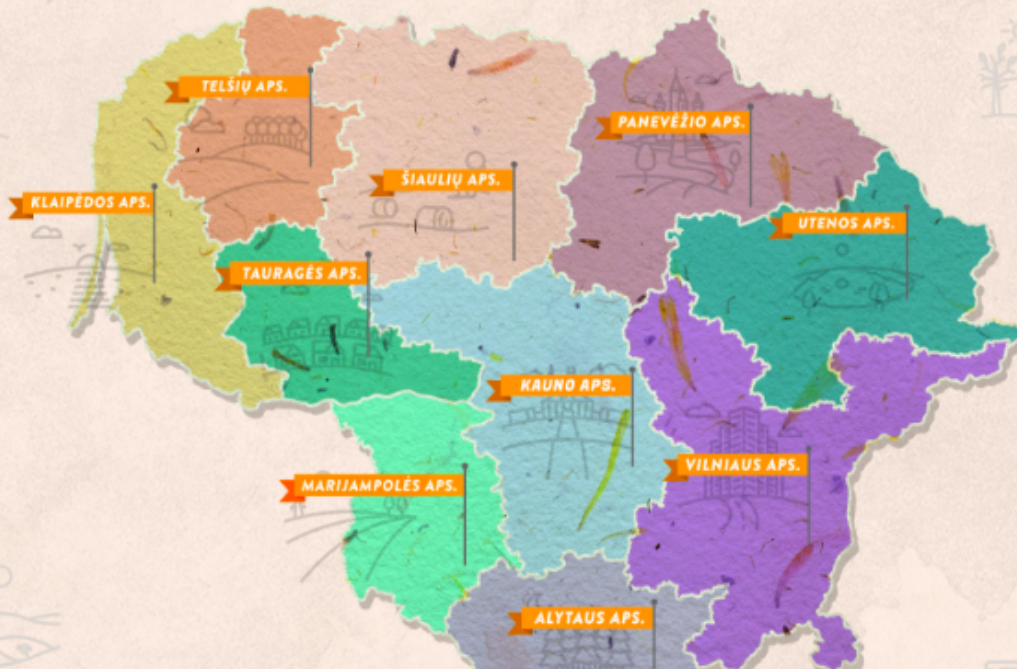 TELŠIŲ APS.
PANEVĖŽIO APS.
ŠIAULIŲ APS.
KLAIPĖDOS APS.
UTENOS APS.
TAURAGĖS APS.
KAUNO APS.
VILNIAUS APS.
MARIJAMPOLĖS APS.
ALYTAUS APS.